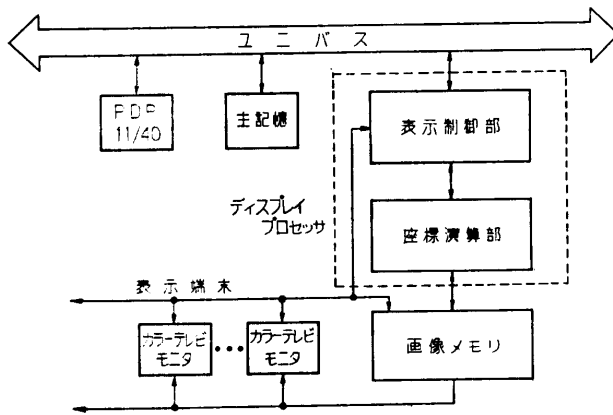 ユニバス
PDP
11/40
主記憶
表示制御部
ディスプレイ
プロセッサ
座標演算部
表示端末
カラーテレビ
モニタ
カラーテレビ
モニタ
画像メモリ